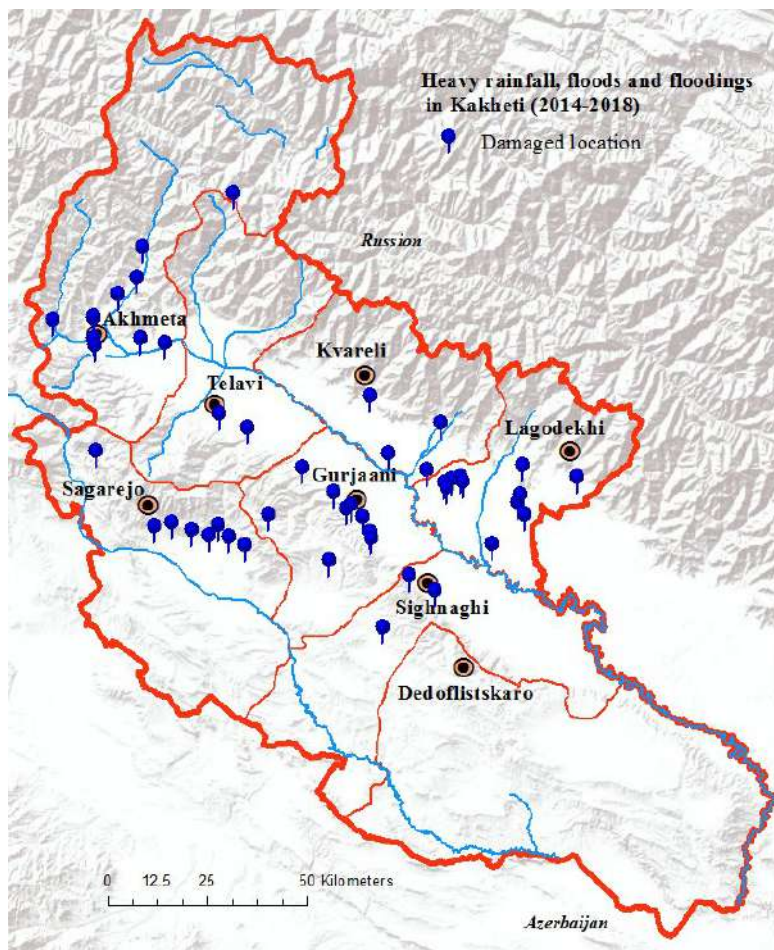 Heavy rainfall, floods and floodings
in Kakheti (2014-2018)
Damaged location
Russion
Akhmeta
Kvareli
Telavi
Lagodekhi
Gurjaani
Sagarejo
Sighnaghi
Dedoflistskaro
0 12.5 25 50 Kilometers
Azerbaijan